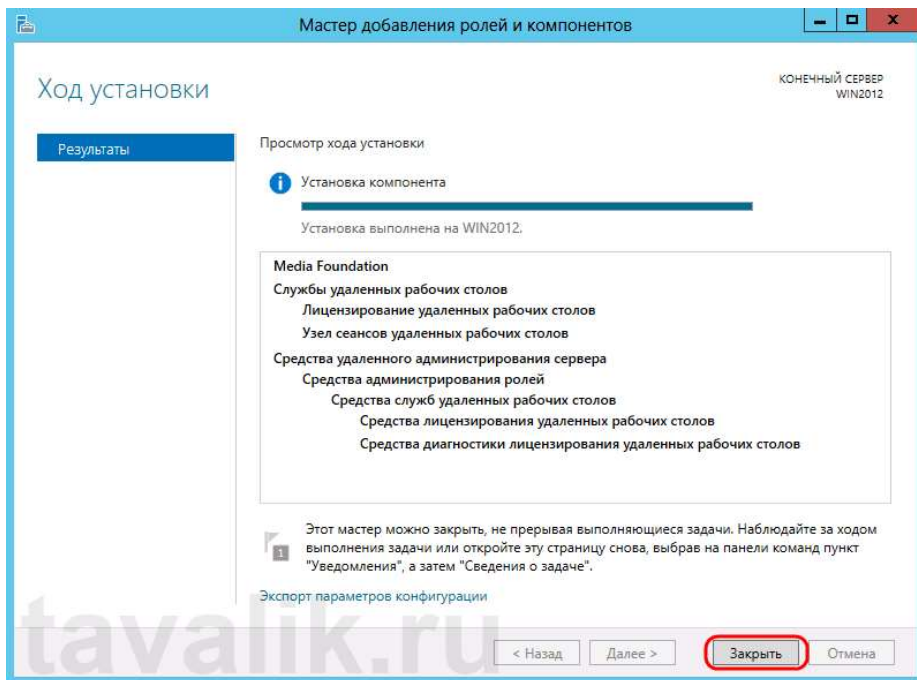 Мастер добавления ролей и компонентов
Ход установки
КОНЕЧНЫЙ СЕРВЕР
WIN2012
Результаты
Просмотр хода установки
Установка компонента
Установка выполнена на WIN2012.
Media Foundation
Службы удаленных рабочих столов
Лицензирование удаленных рабочих столов
Узел сеансов удаленных рабочих столов
Средства удаленного администрирования сервера
Средства администрирования ролей
Средства служб удаленных рабочих столов
Средства лицензирования удаленных рабочих столов
Средства диагностики лицензирования удаленных рабочих столов
1
Этот мастер можно закрыть, не прерывая выполняющиеся задачи. Наблюдайте за ходом
выполнения задачи или откройте эту страницу снова, выбрав на панели команд пункт
"Уведомления", а затем "Сведения о задаче".
Экспорт параметров конфигурации
tavalik.ru
< Назад
Далее >
Закрыть
Отмена